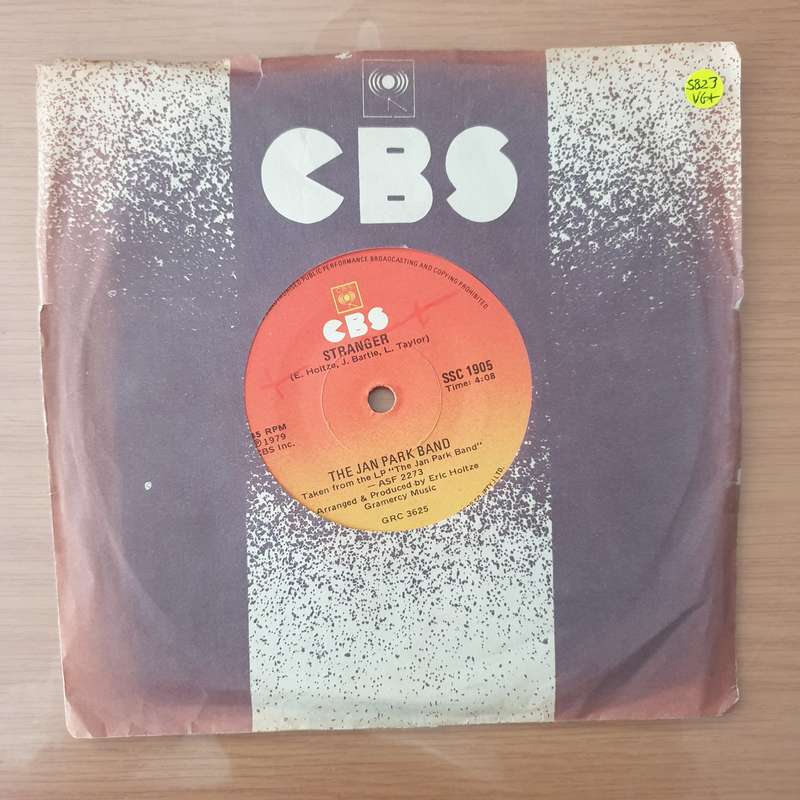 CBS
S823
VG+
PUBLIC PERFORMANCE BROADCASTING AND COPYING PROHIBITED
CBS
STRANGER
(E. Holtze, J. Bartle, L. Taylor)
SSC 1905
Time: 4:08
RPM
℗1979
CBS Inc.
THE JAN PARK BAND
Taken from the LP "The Jan Park Band"
— ASF 2273
Arranged & Produced by Eric Holtze
Gramercy Music
GRC 3625
LTD.